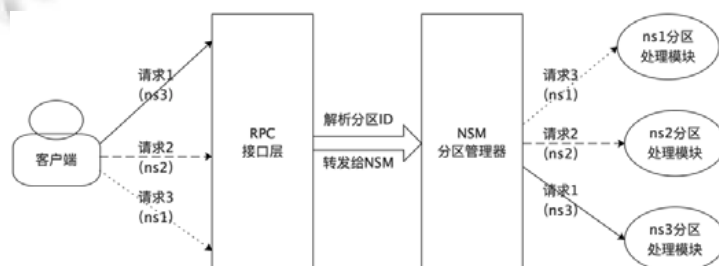 请求1
(ns3)
请求2
(ns2)
请求3
(ns1)
客户端
RPC
接口层
解析分区ID
转发给NSM
NSM
分区管理器
请求3
(ns1)
请求2
(ns2)
请求1
(ns3)
ns1分区
处理模块
ns2分区
处理模块
ns3分区
处理模块